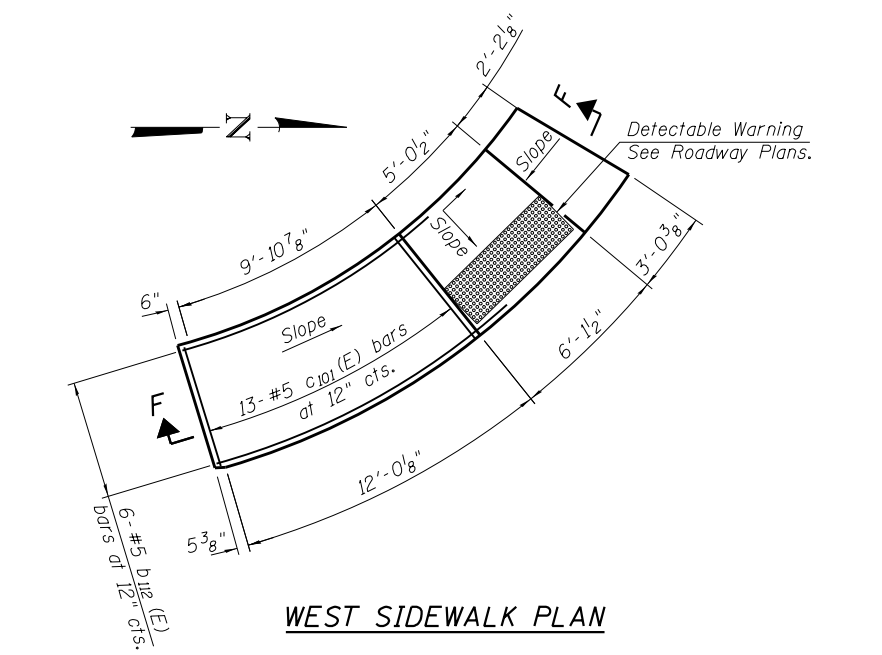 2'-2⅛"
F
Detectable Warning
See Roadway Plans.
N
5'-0½"
Slope
Slope
9'-10⅞"
3'-0⅜"
6"
Slope
6'-1½"
13-#5 c101(E) bars
at 12" cts.
F
12'-0⅛"
5⅜"
6-#5 b112 (E)
bars at 12" cts.
WEST SIDEWALK PLAN